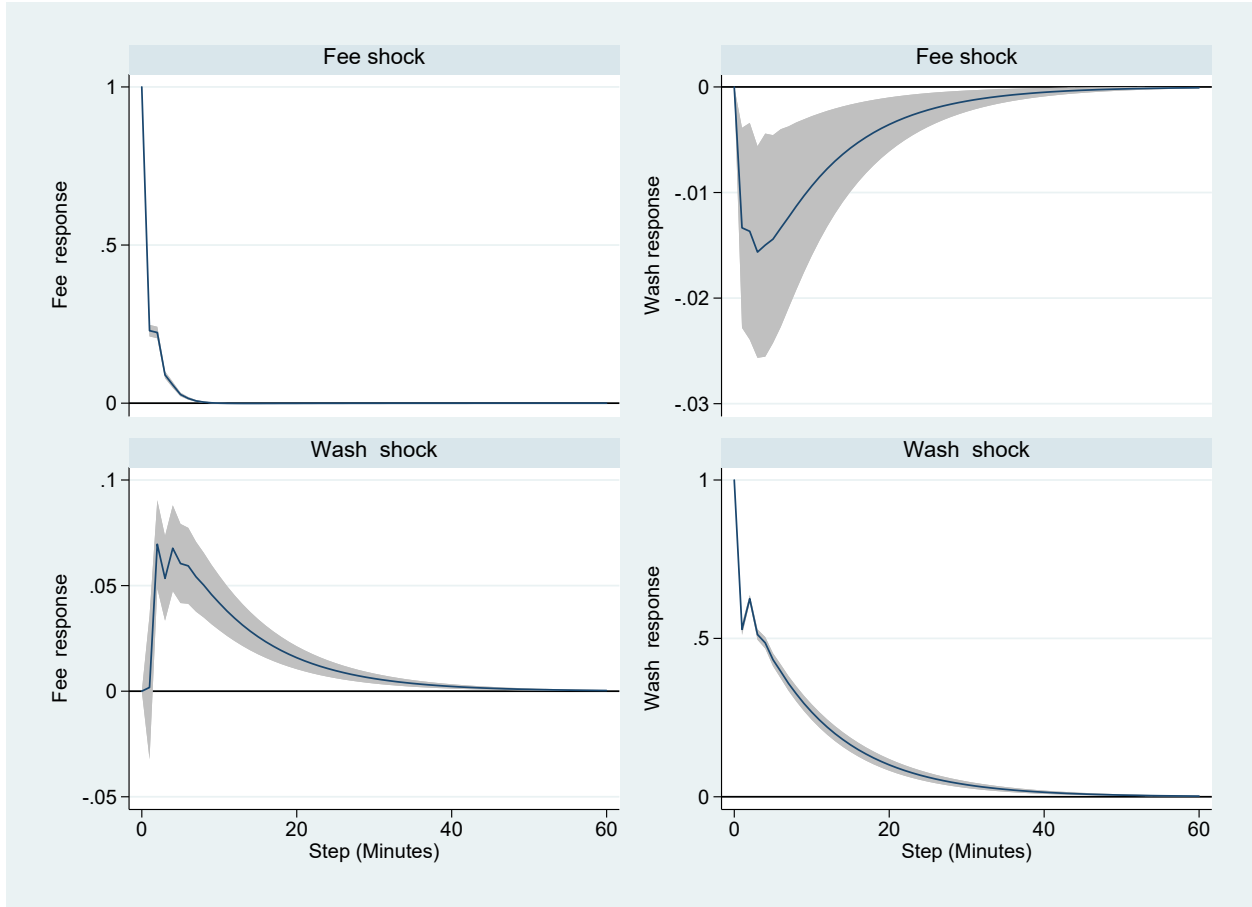 Fee shock
Fee response
1
.5
0
Fee shock
Wash response
0
-.01
-.02
-.03
Wash shock
Fee response
.1
.05
0
-.05
0 20 40 60
Step (Minutes)
Wash shock
Wash response
1
.5
0
0 20 40 60
Step (Minutes)